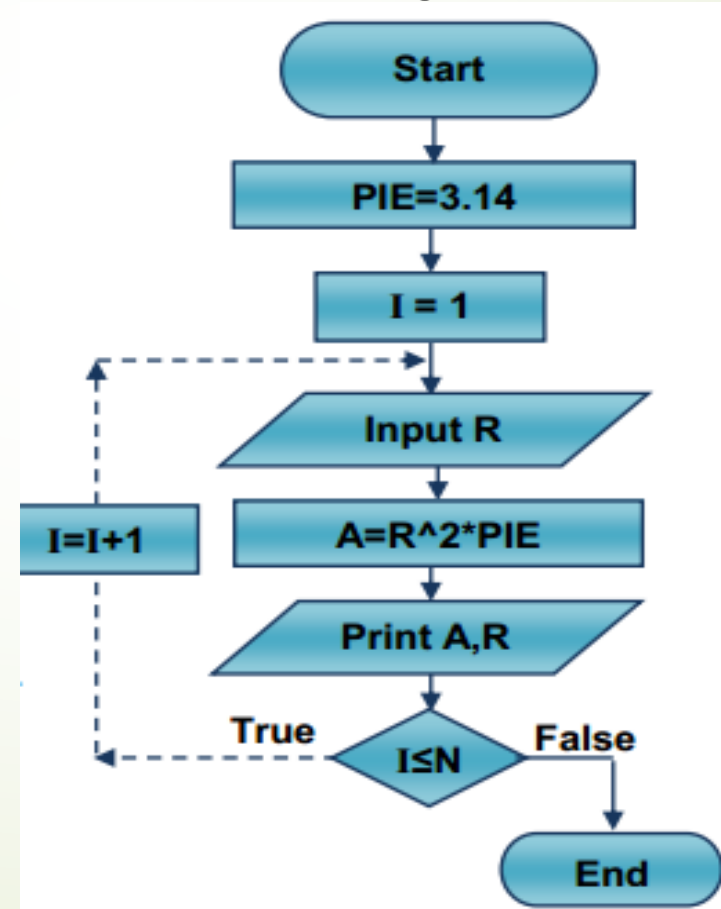 Start
PIE=3.14
I = 1
Input R
I=I+1
A=R^2*PIE
Print A,R
True
I≤N
False
End